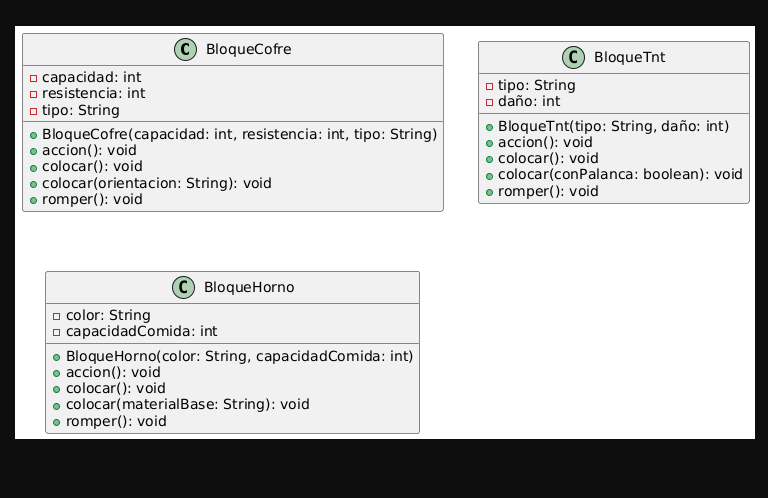 C BloqueCofre
capacidad: int
resistencia: int
tipo: String
BloqueCofre(capacidad: int, resistencia: int, tipo: String)
accion(): void
colocar(): void
colocar(orientacion: String): void
romper(): void
C BloqueTnt
tipo: String
daño: int
BloqueTnt(tipo: String, daño: int)
accion(): void
colocar(): void
colocar(conPalanca: boolean): void
romper(): void
C BloqueHorno
color: String
capacidadComida: int
BloqueHorno(color: String, capacidadComida: int)
accion(): void
colocar(): void
colocar(materialBase: String): void
romper(): void